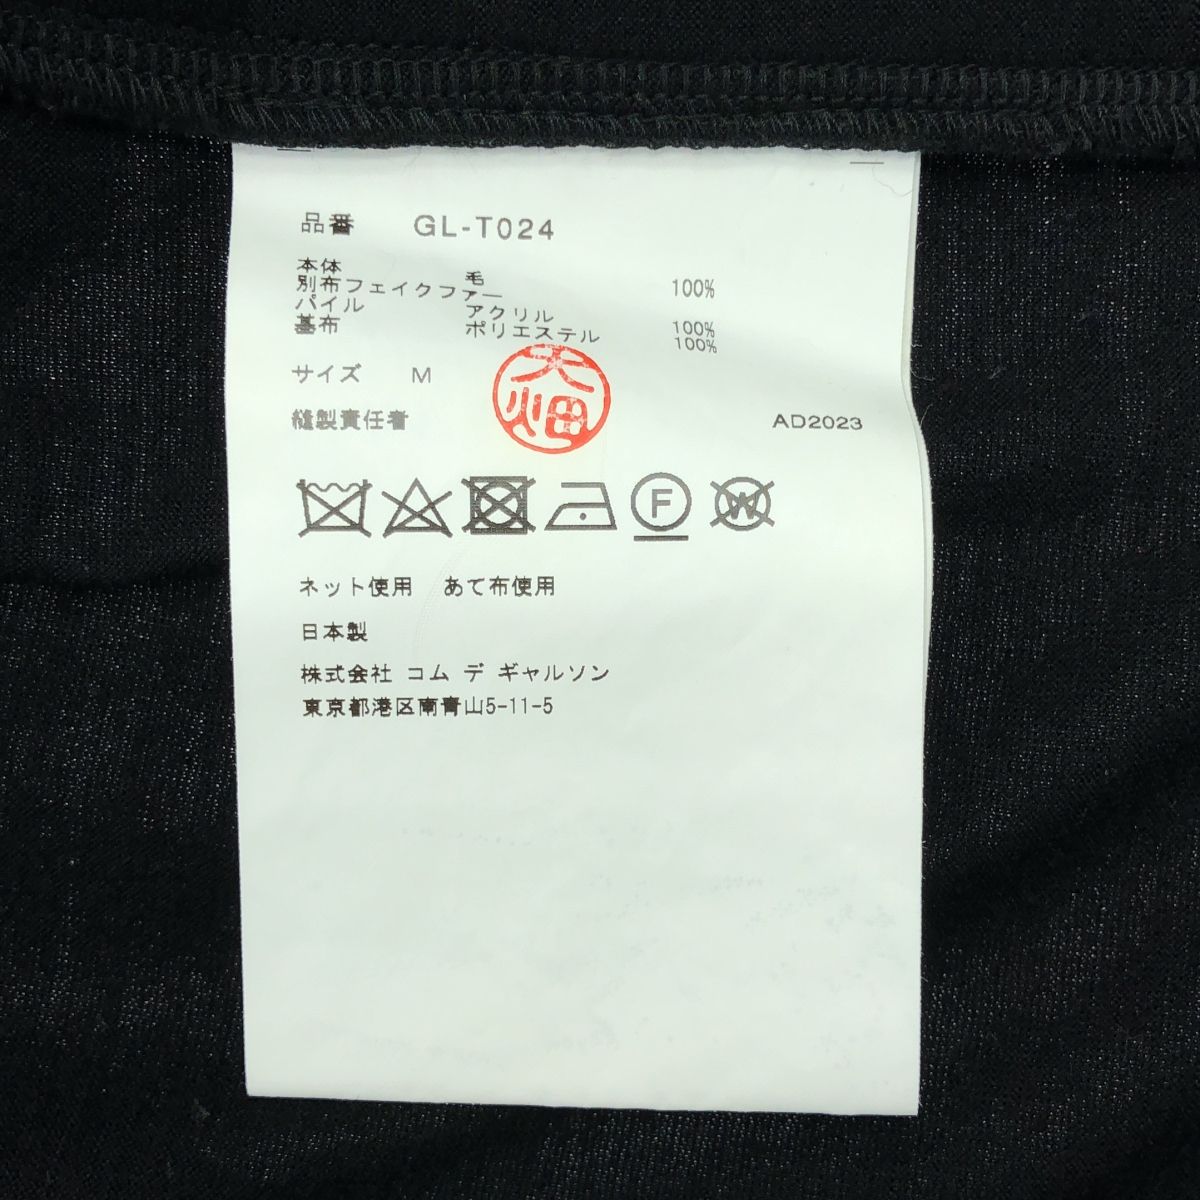 品番 GL-T024
本体 毛 100%
別布フェイクファー
パイル アクリル 100%
基布 ポリエステル 100%
サイズ M
大畑
縫製責任者 AD2023
F W
ネット使用 あて布使用
日本製
株式会社 コム デ ギャルソン
東京都港区南青山5-11-5